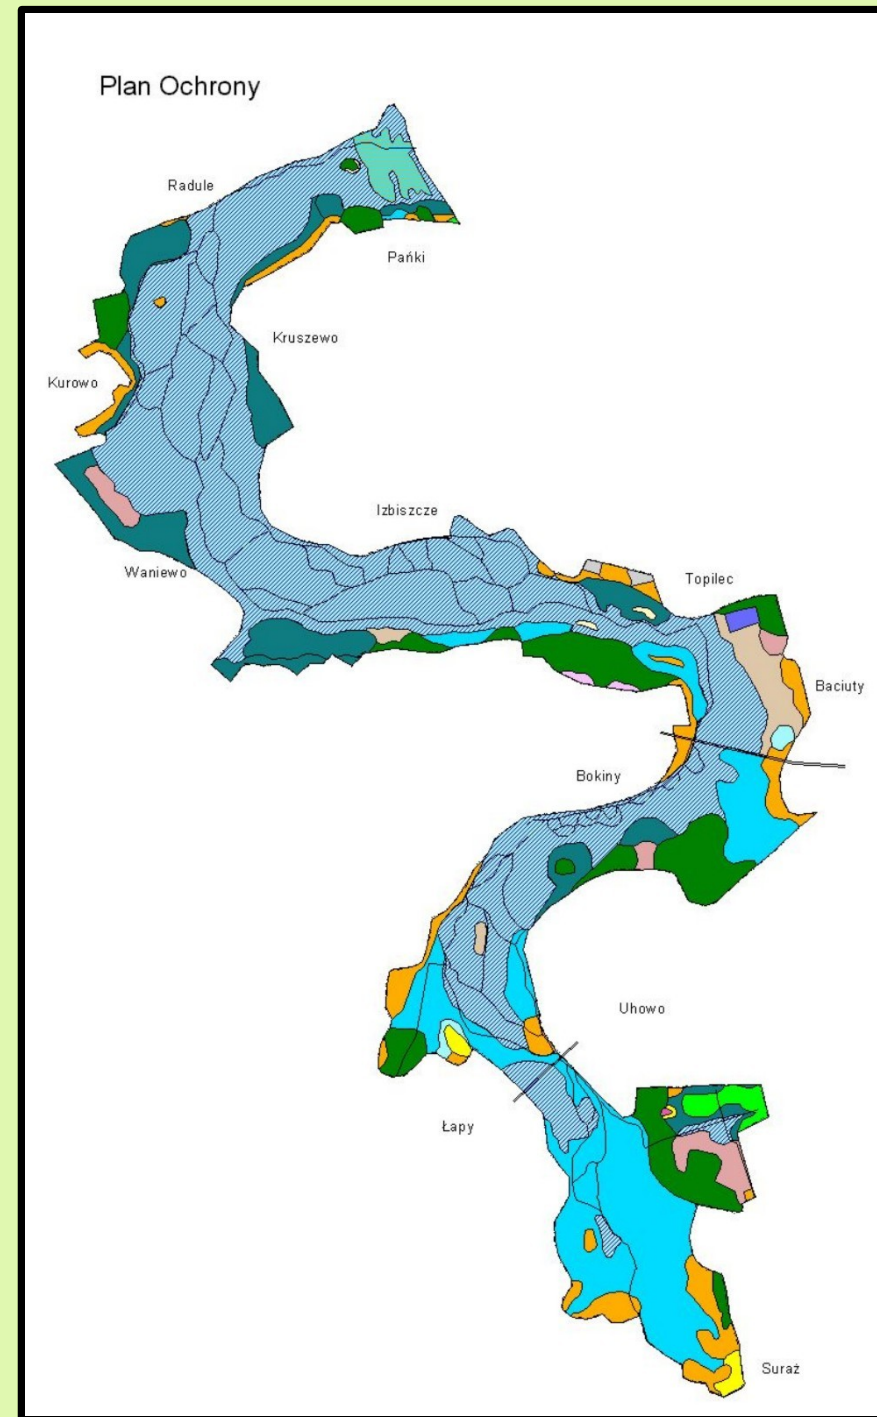 Plan Ochrony
Radule
Pańki
Kruszewo
Kurowo
Izbiszcze
Waniewo
Topilec
Baciuty
Bokiny
Uhowo
Łapy
Suraż